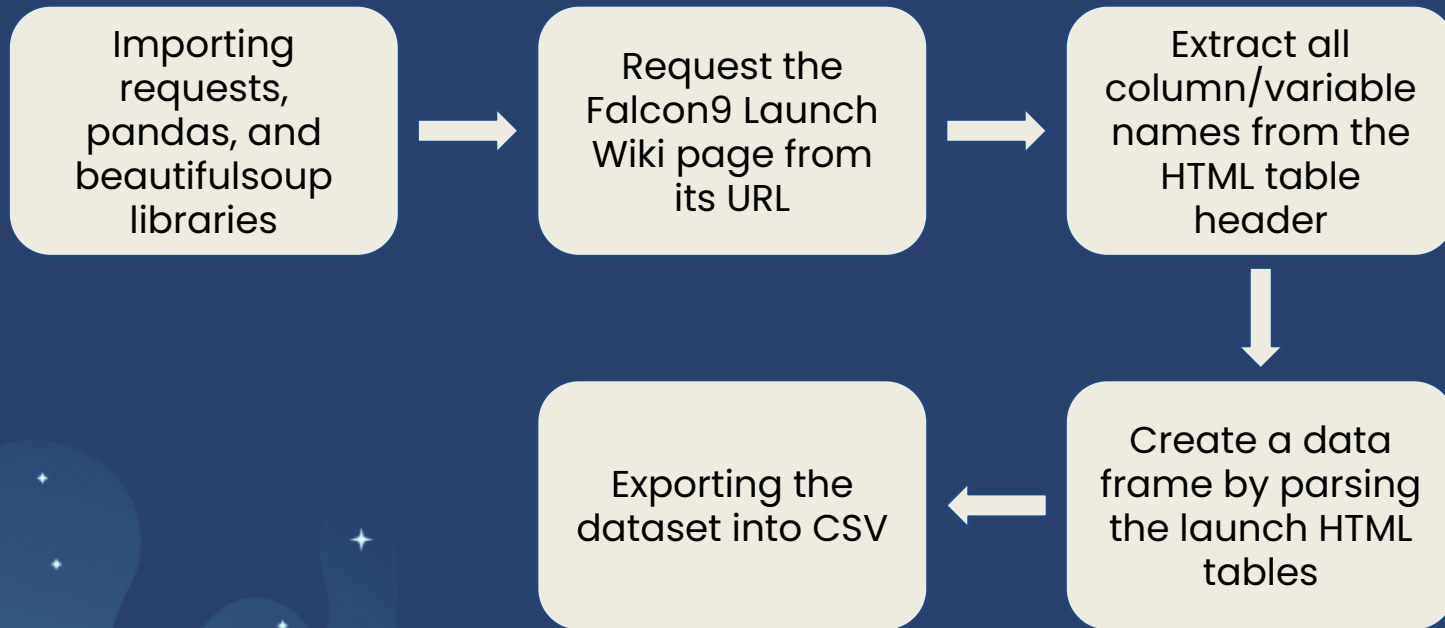 Importing
requests,
pandas, and
beautifulsoup
libraries
Request the
Falcon9 Launch
Wiki page from
its URL
Extract all
column/variable
names from the
HTML table
header
Create a data
frame by parsing
the launch HTML
tables
Exporting the
dataset into CSV